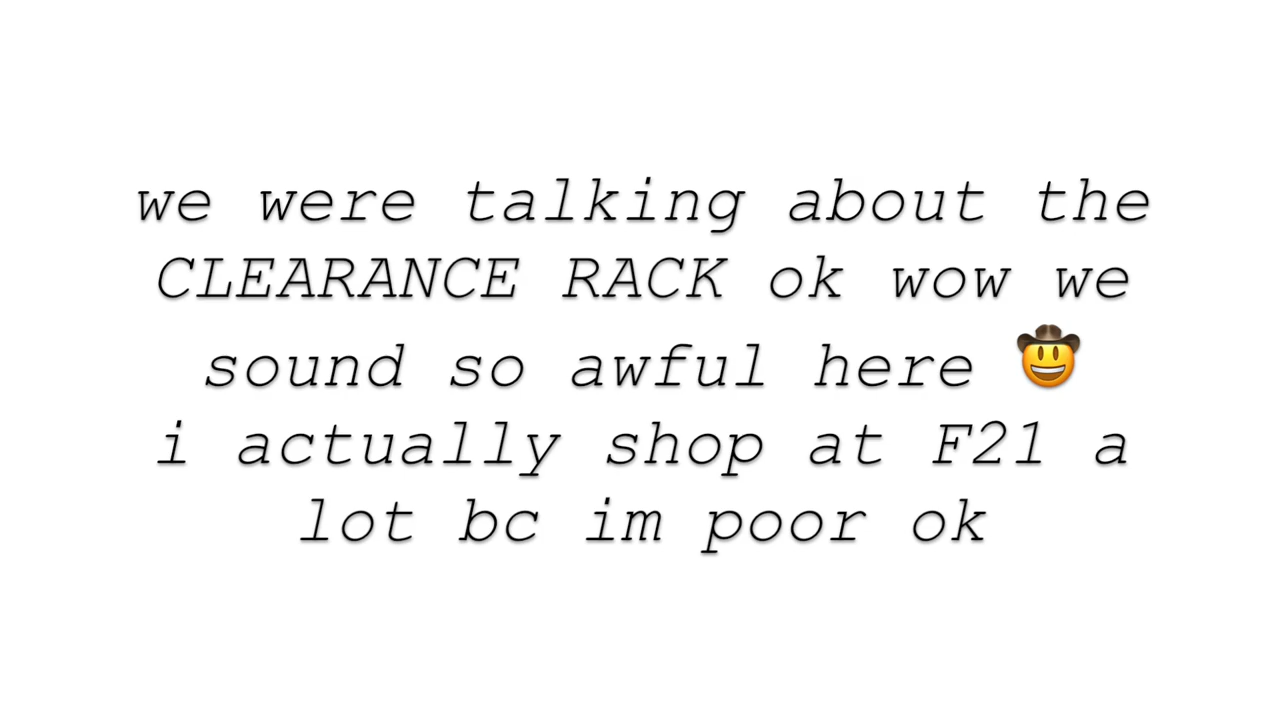 we were talking about the
CLEARANCE RACK ok wow we
sound so awful here 🤠
i actually shop at F21 a
lot bc im poor ok